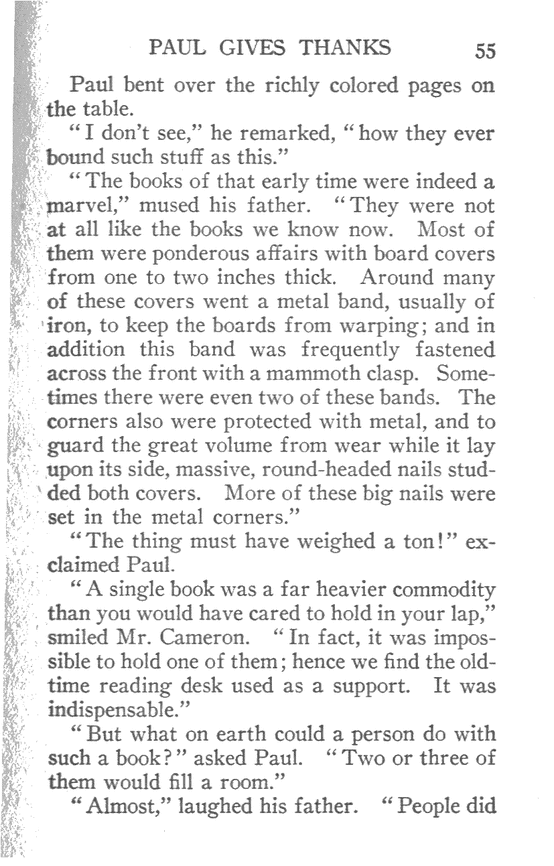 PAUL GIVES THANKS 55
Paul bent over the richly colored pages on
the table.
“I don’t see,” he remarked, “how they ever
bound such stuff as this.”
“The books of that early time were indeed a
marvel,” mused his father. “They were not
at all like the books we know now. Most of
them were ponderous affairs with board covers
from one to two inches thick. Around many
of these covers went a metal band, usually of
iron, to keep the boards from warping; and in
addition this band was frequently fastened
across the front with a mammoth clasp. Some-
times there were even two of these bands. The
corners also were protected with metal, and to
guard the great volume from wear while it lay
upon its side, massive, round-headed nails stud-
ded both covers. More of these big nails were
set in the metal corners.”
“The thing must have weighed a ton!” ex-
claimed Paul.
“A single book was a far heavier commodity
than you would have cared to hold in your lap,”
smiled Mr. Cameron. “In fact, it was impos-
sible to hold one of them; hence we find the old-
time reading desk used as a support. It was
indispensable.”
“But what on earth could a person do with
such a book?” asked Paul. “Two or three of
them would fill a room.”
“Almost,” laughed his father. “People did